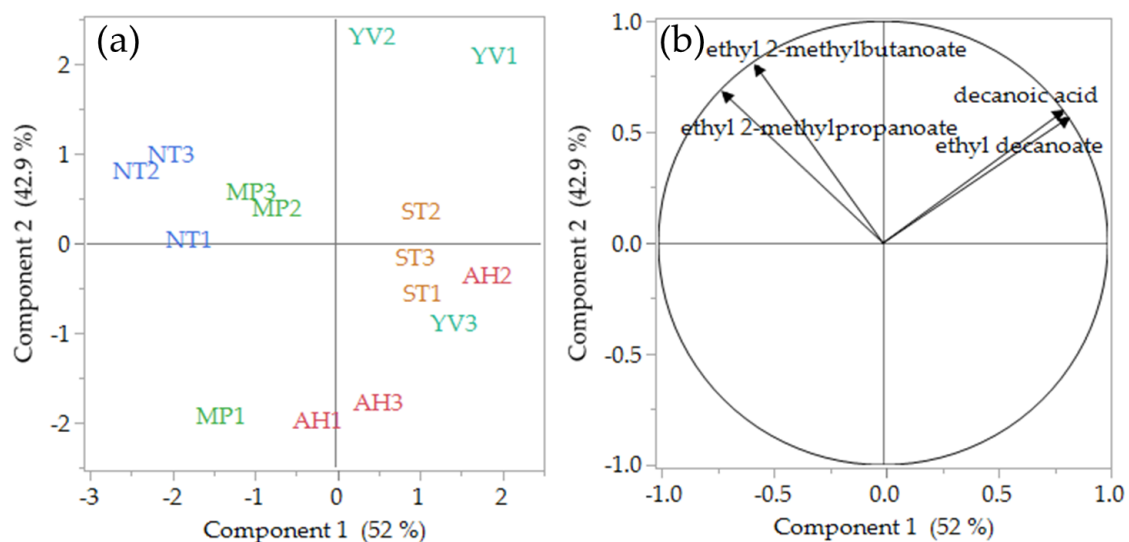 (a)
YV2
YV1
2
NT3
NT2
1
MP3
MP2
ST2
NT1
0
ST3
AH2
ST1
YV3
-1
MP1
AH1
AH3
-2
-3 -2 -1 0 1 2
Component 1 (52 %)
Component 2 (42.9 %)
(b)
1.0
ethyl 2-methylbutanoate
decanoic acid
ethyl 2-methylpropanoate
0.5
ethyl decanoate
0.0
-0.5
-1.0
-1.0 -0.5 0.0 0.5 1.0
Component 1 (52 %)
Component 2 (42.9 %)